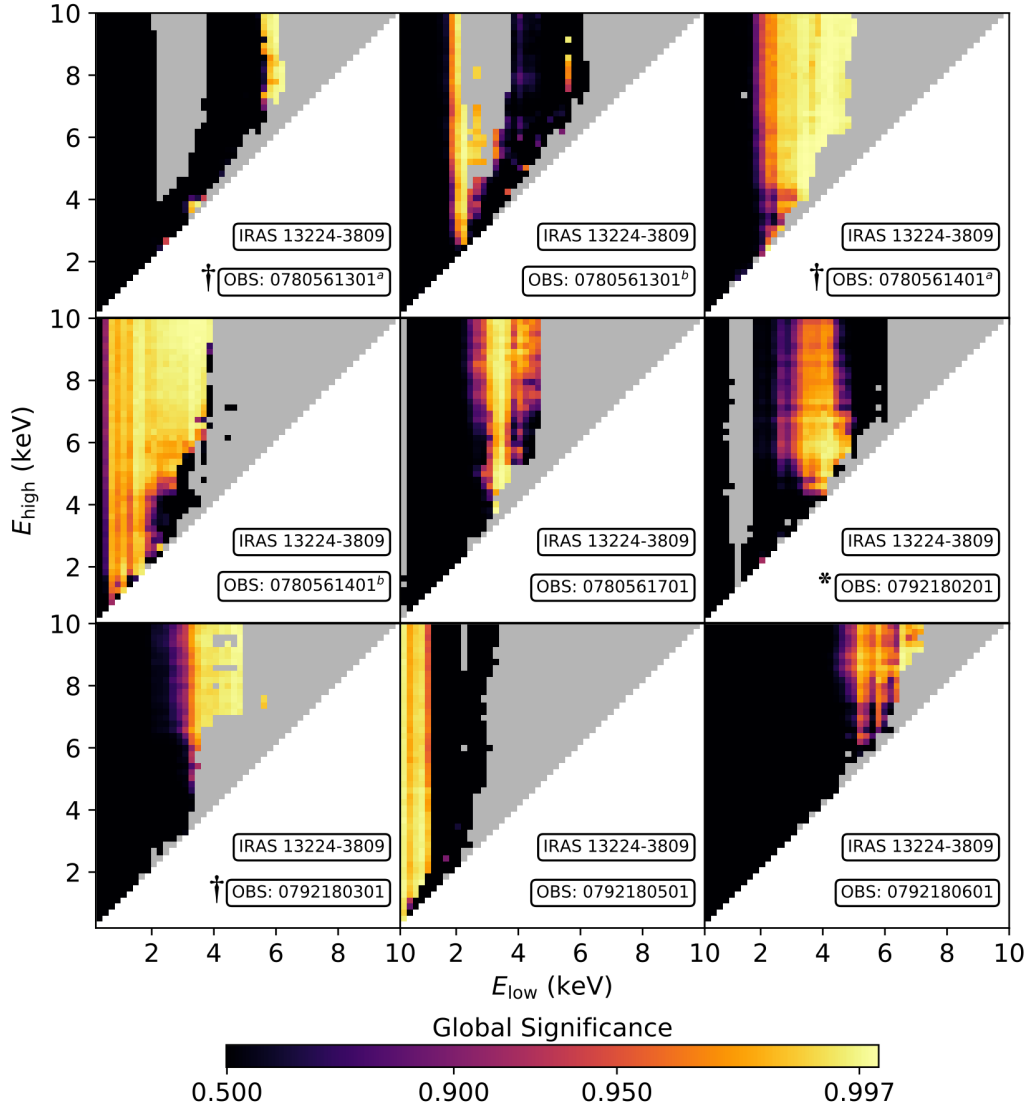 10
8
6
4
2
IRAS 13224-3809
† OBS: 0780561301ᵃ
IRAS 13224-3809
OBS: 0780561301ᵇ
IRAS 13224-3809
† OBS: 0780561401ᵃ
10
8
6
4
2
E_high (keV)
IRAS 13224-3809
OBS: 0780561401ᵇ
IRAS 13224-3809
OBS: 0780561701
IRAS 13224-3809
* OBS: 0792180201
10
8
6
4
2
IRAS 13224-3809
† OBS: 0792180301
IRAS 13224-3809
OBS: 0792180501
IRAS 13224-3809
OBS: 0792180601
2 4 6 8 10 2 4 6 8 10 2 4 6 8 10
E_low (keV)
Global Significance
0.500 0.900 0.950 0.997